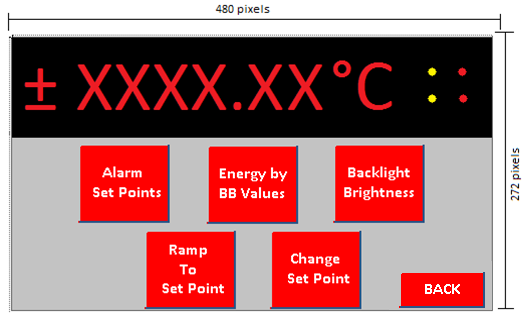 480 pixels
± XXXX.XX°C : :
Alarm
Set Points
Energy by
BB Values
Backlight
Brightness
Ramp
To
Set Point
Change
Set Point
BACK
272 pixels